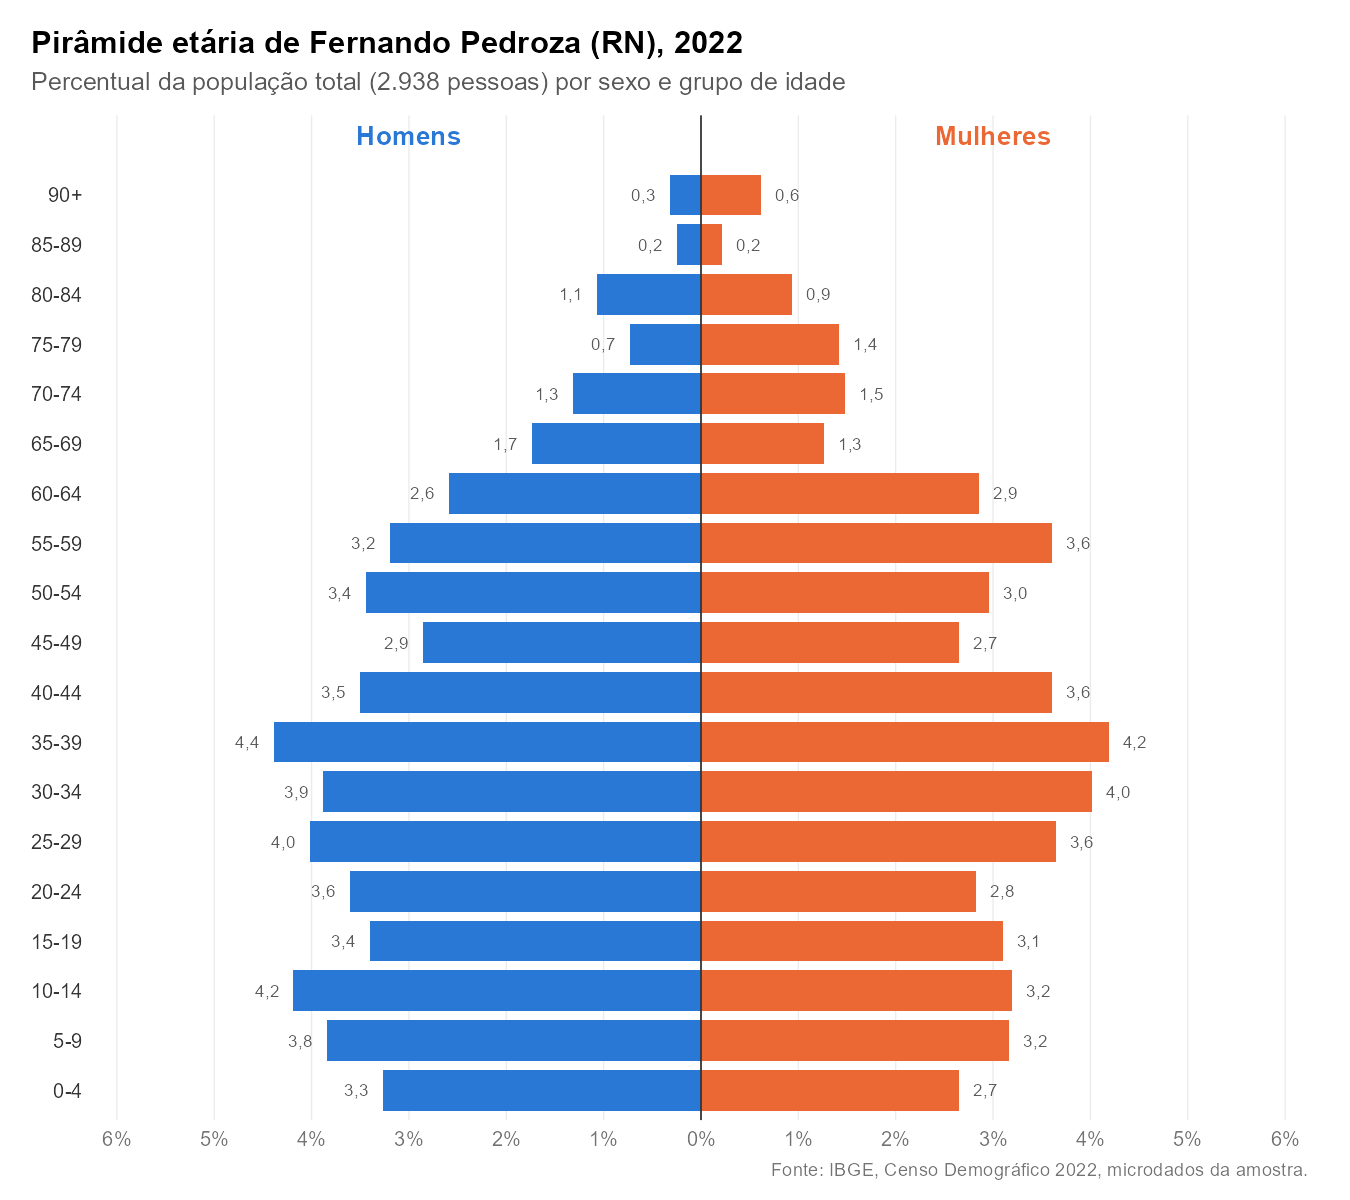 Pirâmide etária de Fernando Pedroza (RN), 2022
Percentual da população total (2.938 pessoas) por sexo e grupo de idade
Homens Mulheres
90+ 0,3 0,6
85-89 0,2 0,2
80-84 1,1 0,9
75-79 0,7 1,4
70-74 1,3 1,5
65-69 1,7 1,3
60-64 2,6 2,9
55-59 3,2 3,6
50-54 3,4 3,0
45-49 2,9 2,7
40-44 3,5 3,6
35-39 4,4 4,2
30-34 3,9 4,0
25-29 4,0 3,6
20-24 3,6 2,8
15-19 3,4 3,1
10-14 4,2 3,2
5-9 3,8 3,2
0-4 3,3 2,7
6% 5% 4% 3% 2% 1% 0% 1% 2% 3% 4% 5% 6%
Fonte: IBGE, Censo Demográfico 2022, microdados da amostra.